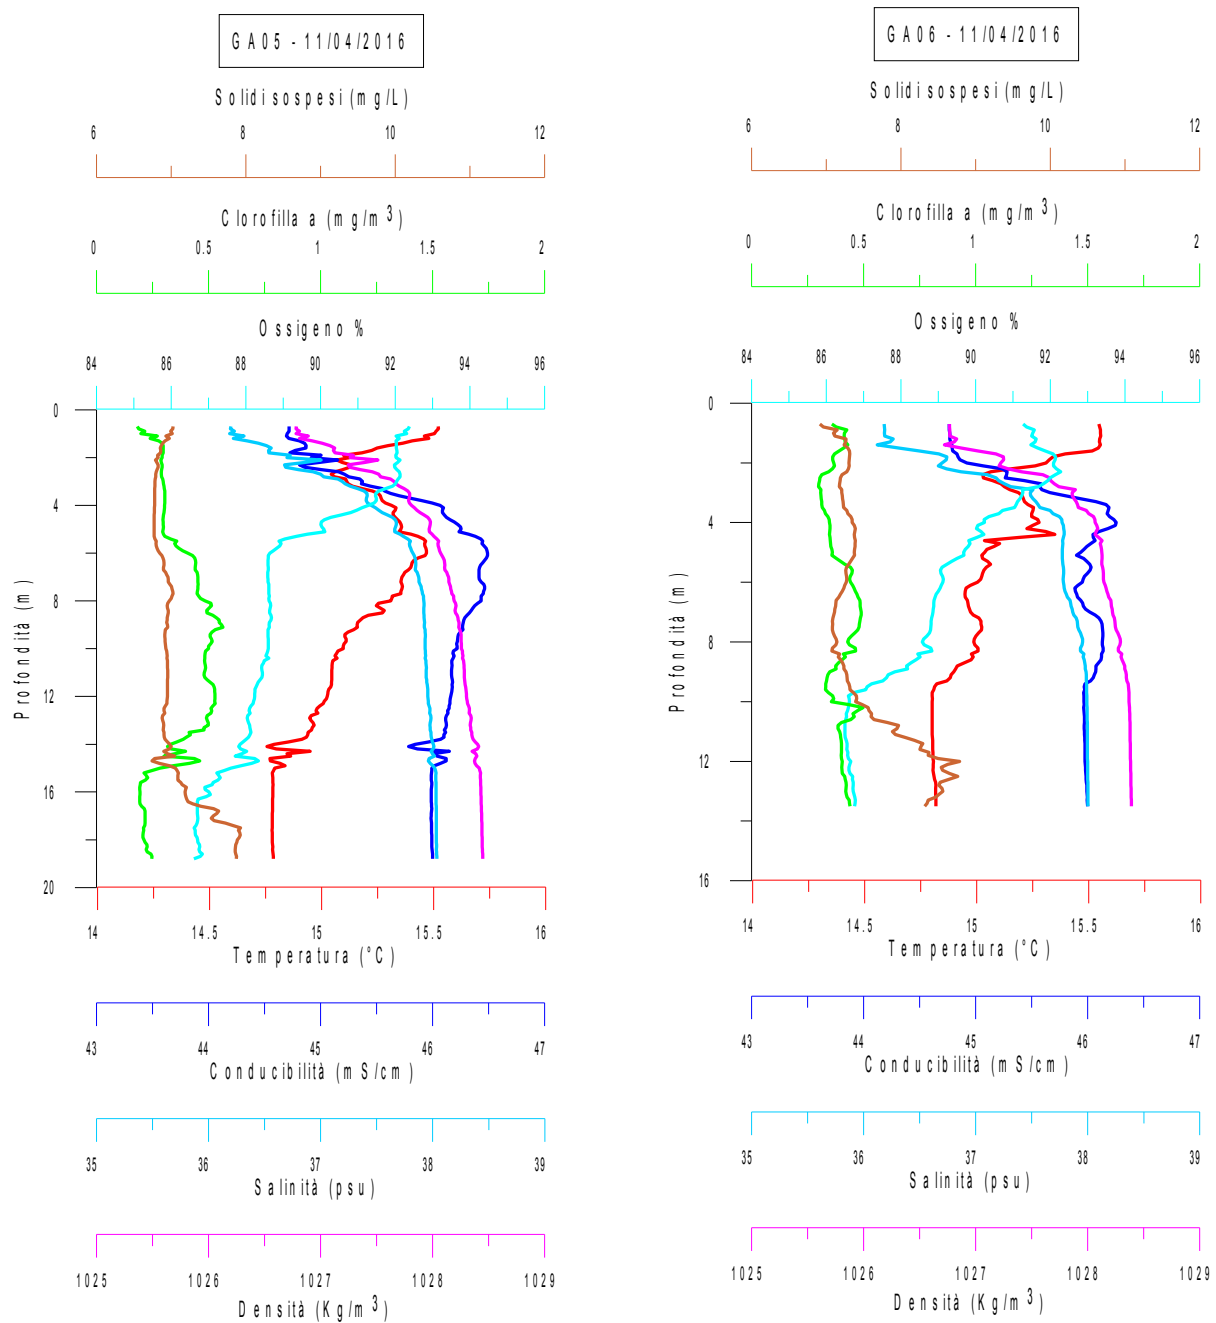 GA05 - 11/04/2016
Solidi sospesi (mg/L)
6 8 10 12
Clorofilla a (mg/m³)
0 0.5 1 1.5 2
Ossigeno %
84 86 88 90 92 94 96
0
4
8
12
16
20
Profondità (m)
14 14.5 15 15.5 16
Temperatura (°C)
43 44 45 46 47
Conducibilità (mS/cm)
35 36 37 38 39
Salinità (psu)
1025 1026 1027 1028 1029
Densità (Kg/m³)
GA06 - 11/04/2016
Solidi sospesi (mg/L)
6 8 10 12
Clorofilla a (mg/m³)
0 0.5 1 1.5 2
Ossigeno %
84 86 88 90 92 94 96
0
4
8
12
16
Profondità (m)
14 14.5 15 15.5 16
Temperatura (°C)
43 44 45 46 47
Conducibilità (mS/cm)
35 36 37 38 39
Salinità (psu)
1025 1026 1027 1028 1029
Densità (Kg/m³)